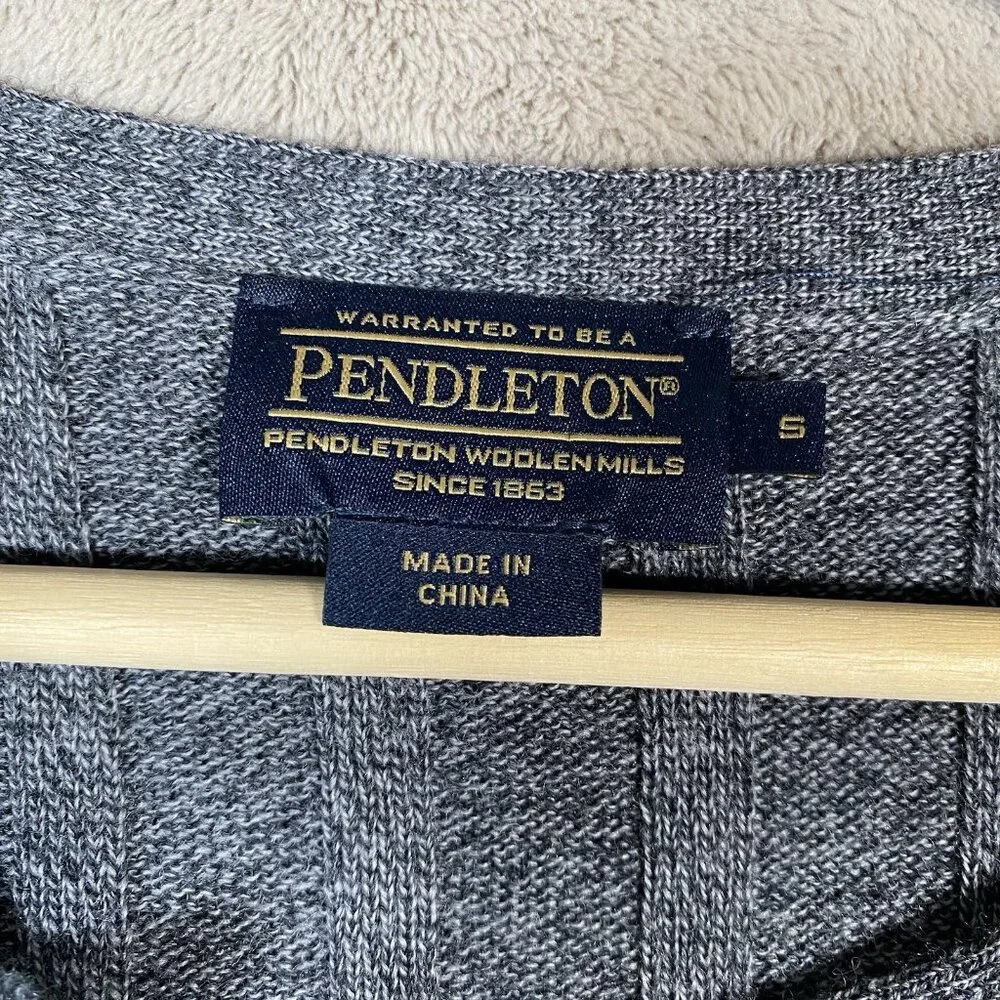 WARRANTED TO BE A
PENDLETON®
PENDLETON WOOLEN MILLS
SINCE 1863
S
MADE IN
CHINA